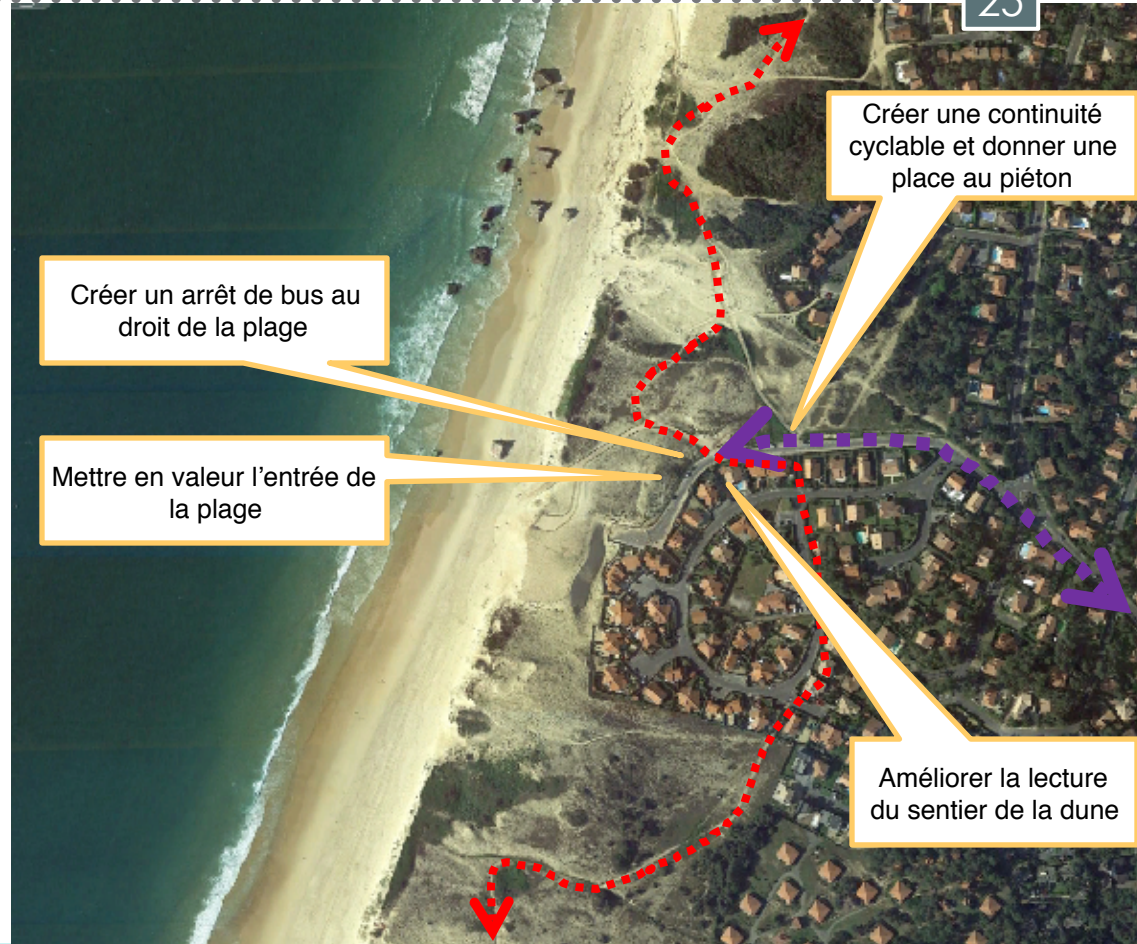 25
Créer une continuité
cyclable et donner une
place au piéton
Créer un arrêt de bus au
droit de la plage
Mettre en valeur l’entrée de
la plage
Améliorer la lecture
du sentier de la dune